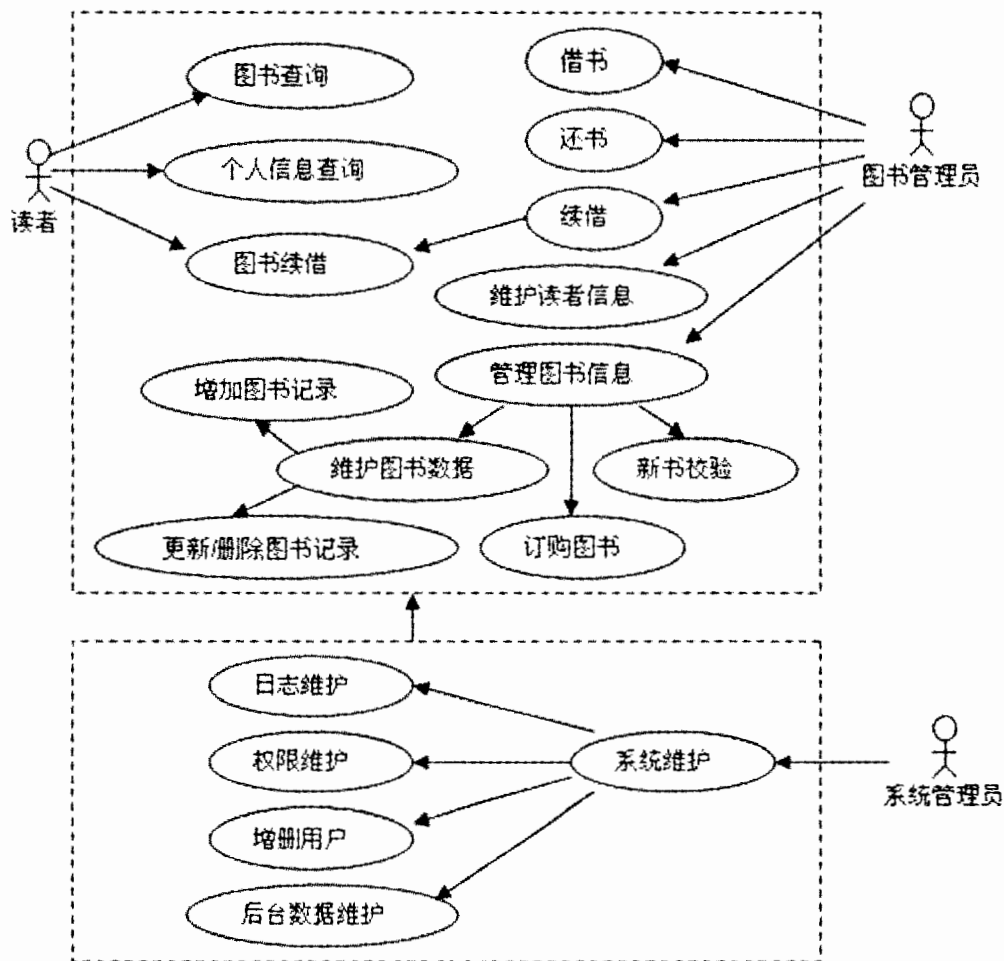 图书查询
借书
还书
个人信息查询
读者
图书管理员
续借
图书续借
维护读者信息
管理图书信息
增加图书记录
维护图书数据
新书校验
更新/删除图书记录
订购图书
日志维护
权限维护
系统维护
系统管理员
增删用户
后台数据维护